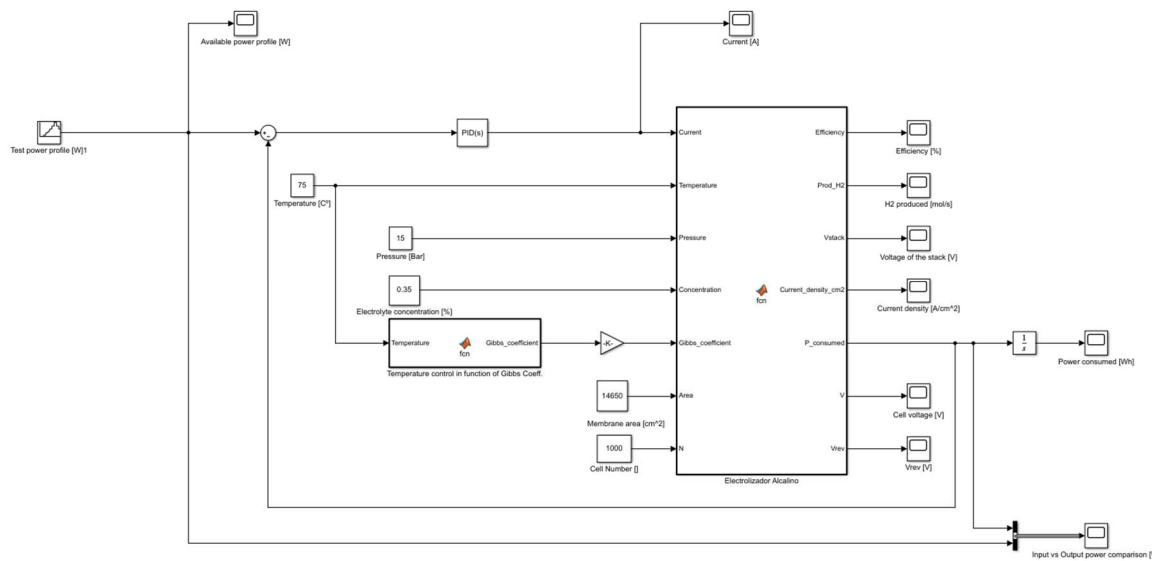 Available power profile [W]
Current [A]
Test power profile [W]1
+
-
PID(s)
Current
Efficiency
Efficiency [%]
75
Temperature [Cº]
Temperature
Prod_H2
H2 produced [mol/s]
15
Pressure [Bar]
Pressure
Vstack
Voltage of the stack [V]
0.35
Electrolyte concentration [%]
Concentration
fcn
Current_density_cm2
Current density [A/cm^2]
Temperature
fcn
Gibbs_coefficient
Temperature control in function of Gibbs Coeff.
-K-
Gibbs_coefficient
P_consumed
1
s
Power consumed [Wh]
14650
Membrane area [cm^2]
Area
V
Cell voltage [V]
1000
Cell Number []
N
Vrev
Vrev [V]
Electrolizador Alcalino
Input vs Output power comparison [